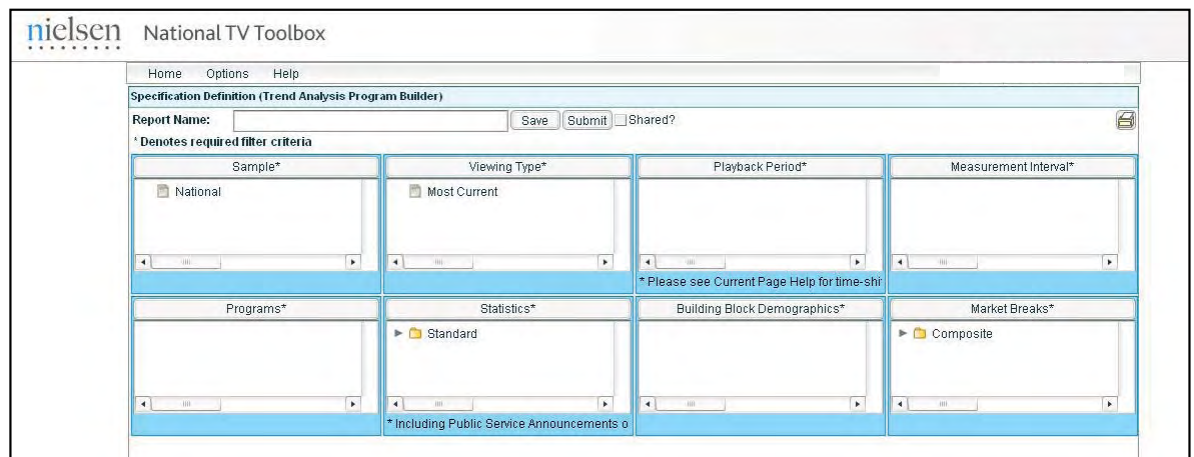 nielsen National TV Toolbox
Home Options Help
Specification Definition (Trend Analysis Program Builder)
Report Name: Save Submit Shared?
* Denotes required filter criteria
Sample* Viewing Type* Playback Period* Measurement Interval*
National Most Current
* Please see Current Page Help for time-shi
Programs* Statistics* Building Block Demographics* Market Breaks*
Standard Composite
* Including Public Service Announcements o